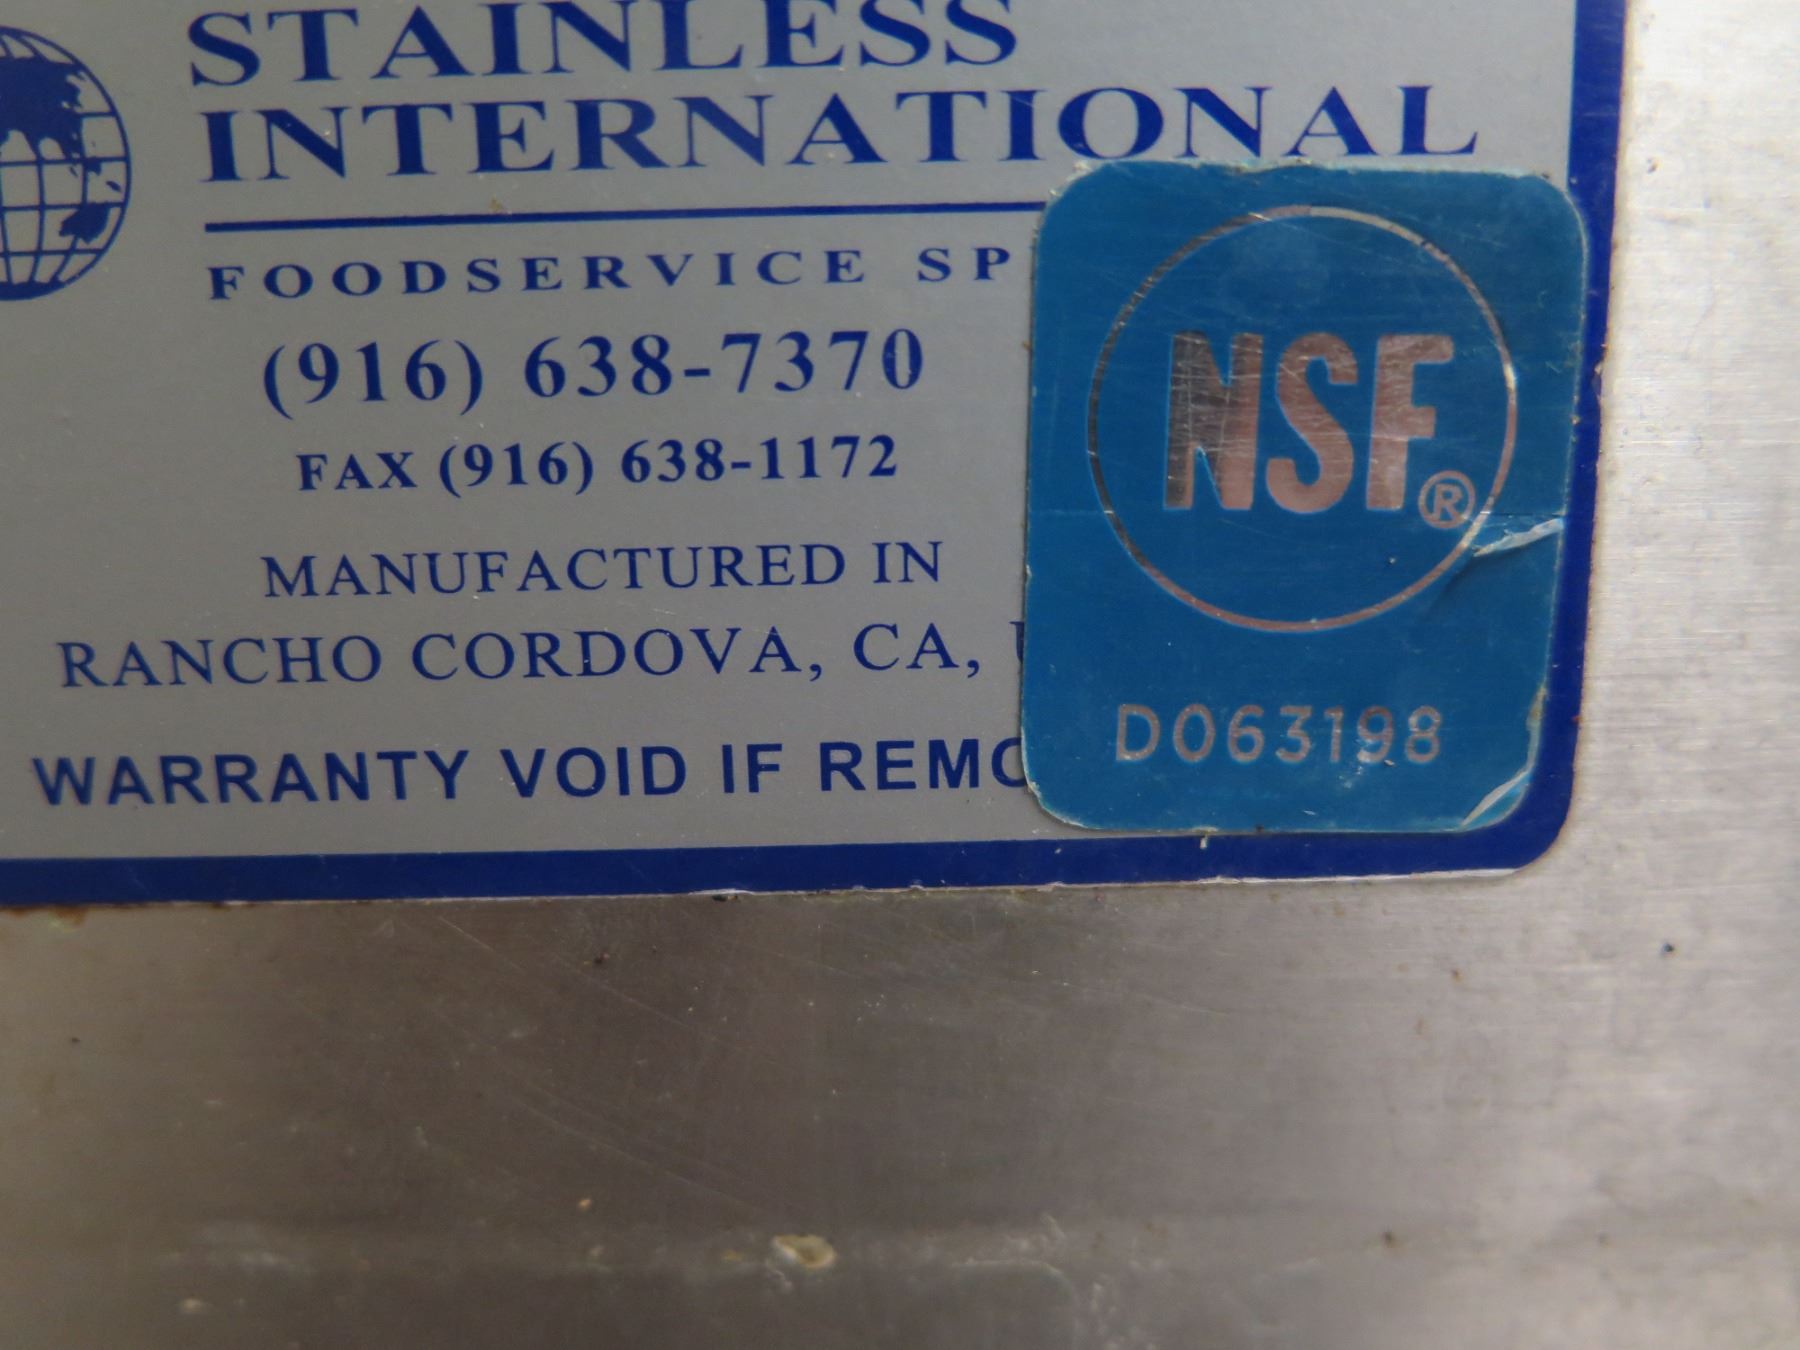 STAINLESS
INTERNATIONAL
FOODSERVICE SP
(916) 638-7370
FAX (916) 638-1172
MANUFACTURED IN
RANCHO CORDOVA, CA,
WARRANTY VOID IF REMO
NSF®
D063198